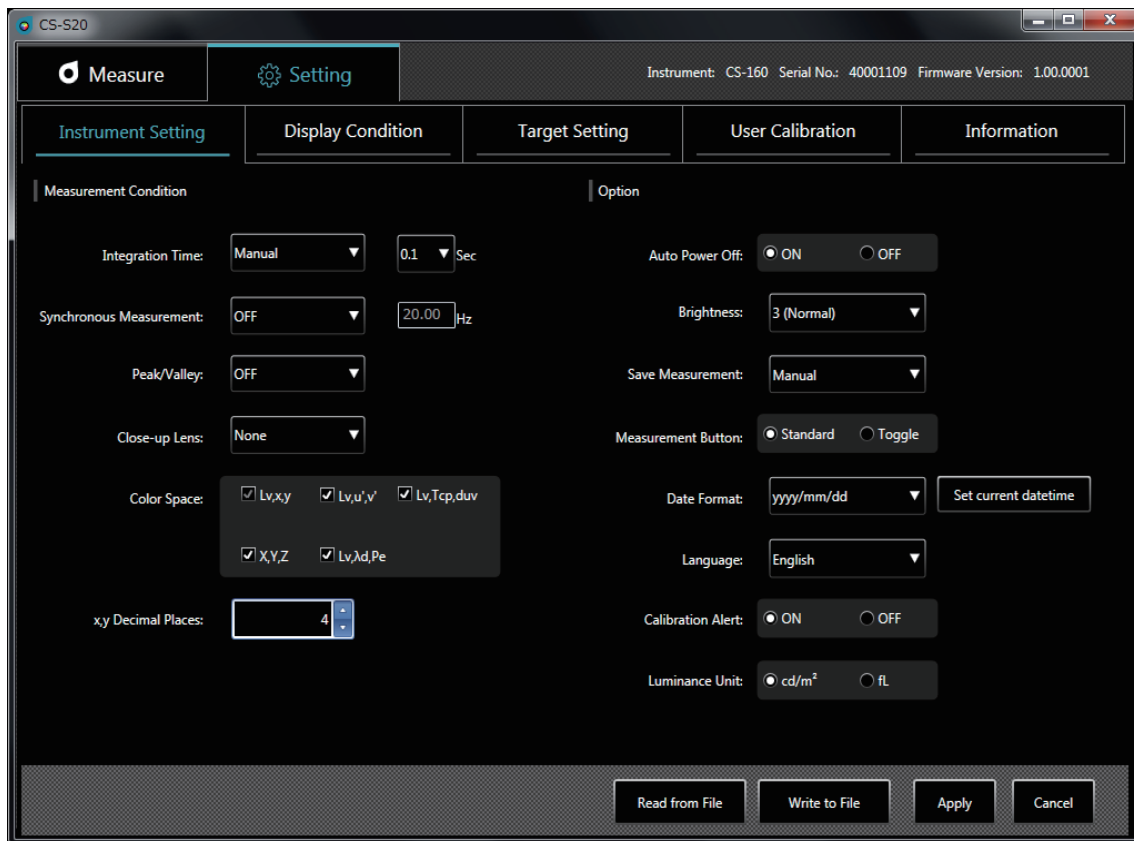 CS-S20
Measure
Setting
Instrument: CS-160 Serial No.: 40001109 Firmware Version: 1.00.0001
Instrument Setting
Display Condition
Target Setting
User Calibration
Information
Measurement Condition
Integration Time: Manual 0.1 Sec
Synchronous Measurement: OFF 20.00 Hz
Peak/Valley: OFF
Close-up Lens: None
Color Space: Lv,x,y Lv,u',v' Lv,Tcp,duv
X,Y,Z Lv,λd,Pe
x,y Decimal Places: 4
Option
Auto Power Off: ON OFF
Brightness: 3 (Normal)
Save Measurement: Manual
Measurement Button: Standard Toggle
Date Format: yyyy/mm/dd Set current datetime
Language: English
Calibration Alert: ON OFF
Luminance Unit: cd/m² fL
Read from File
Write to File
Apply
Cancel